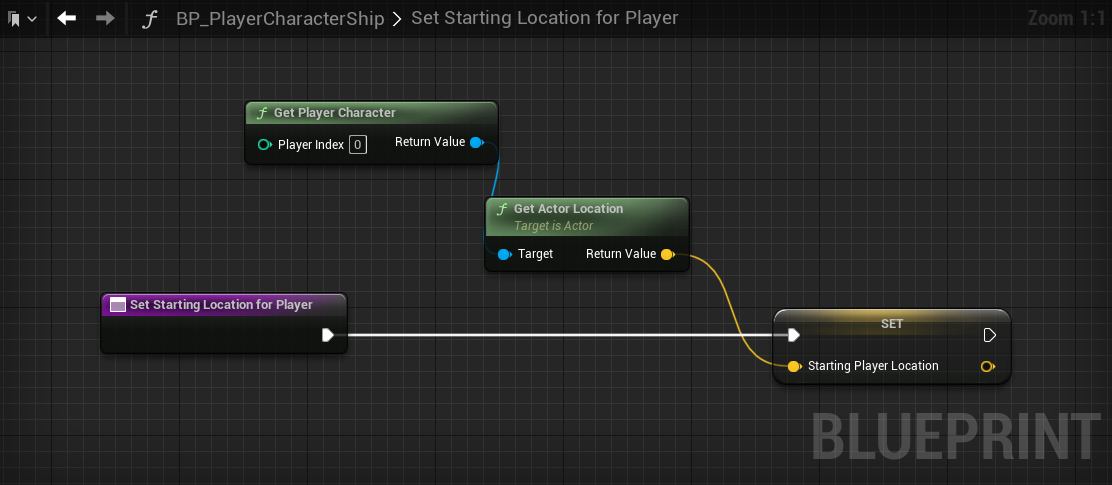 BP_PlayerCharacterShip > Set Starting Location for Player
Zoom 1:1
f Get Player Character
Player Index 0 Return Value
f Get Actor Location
Target is Actor
Target Return Value
Set Starting Location for Player
SET
Starting Player Location
BLUEPRINT